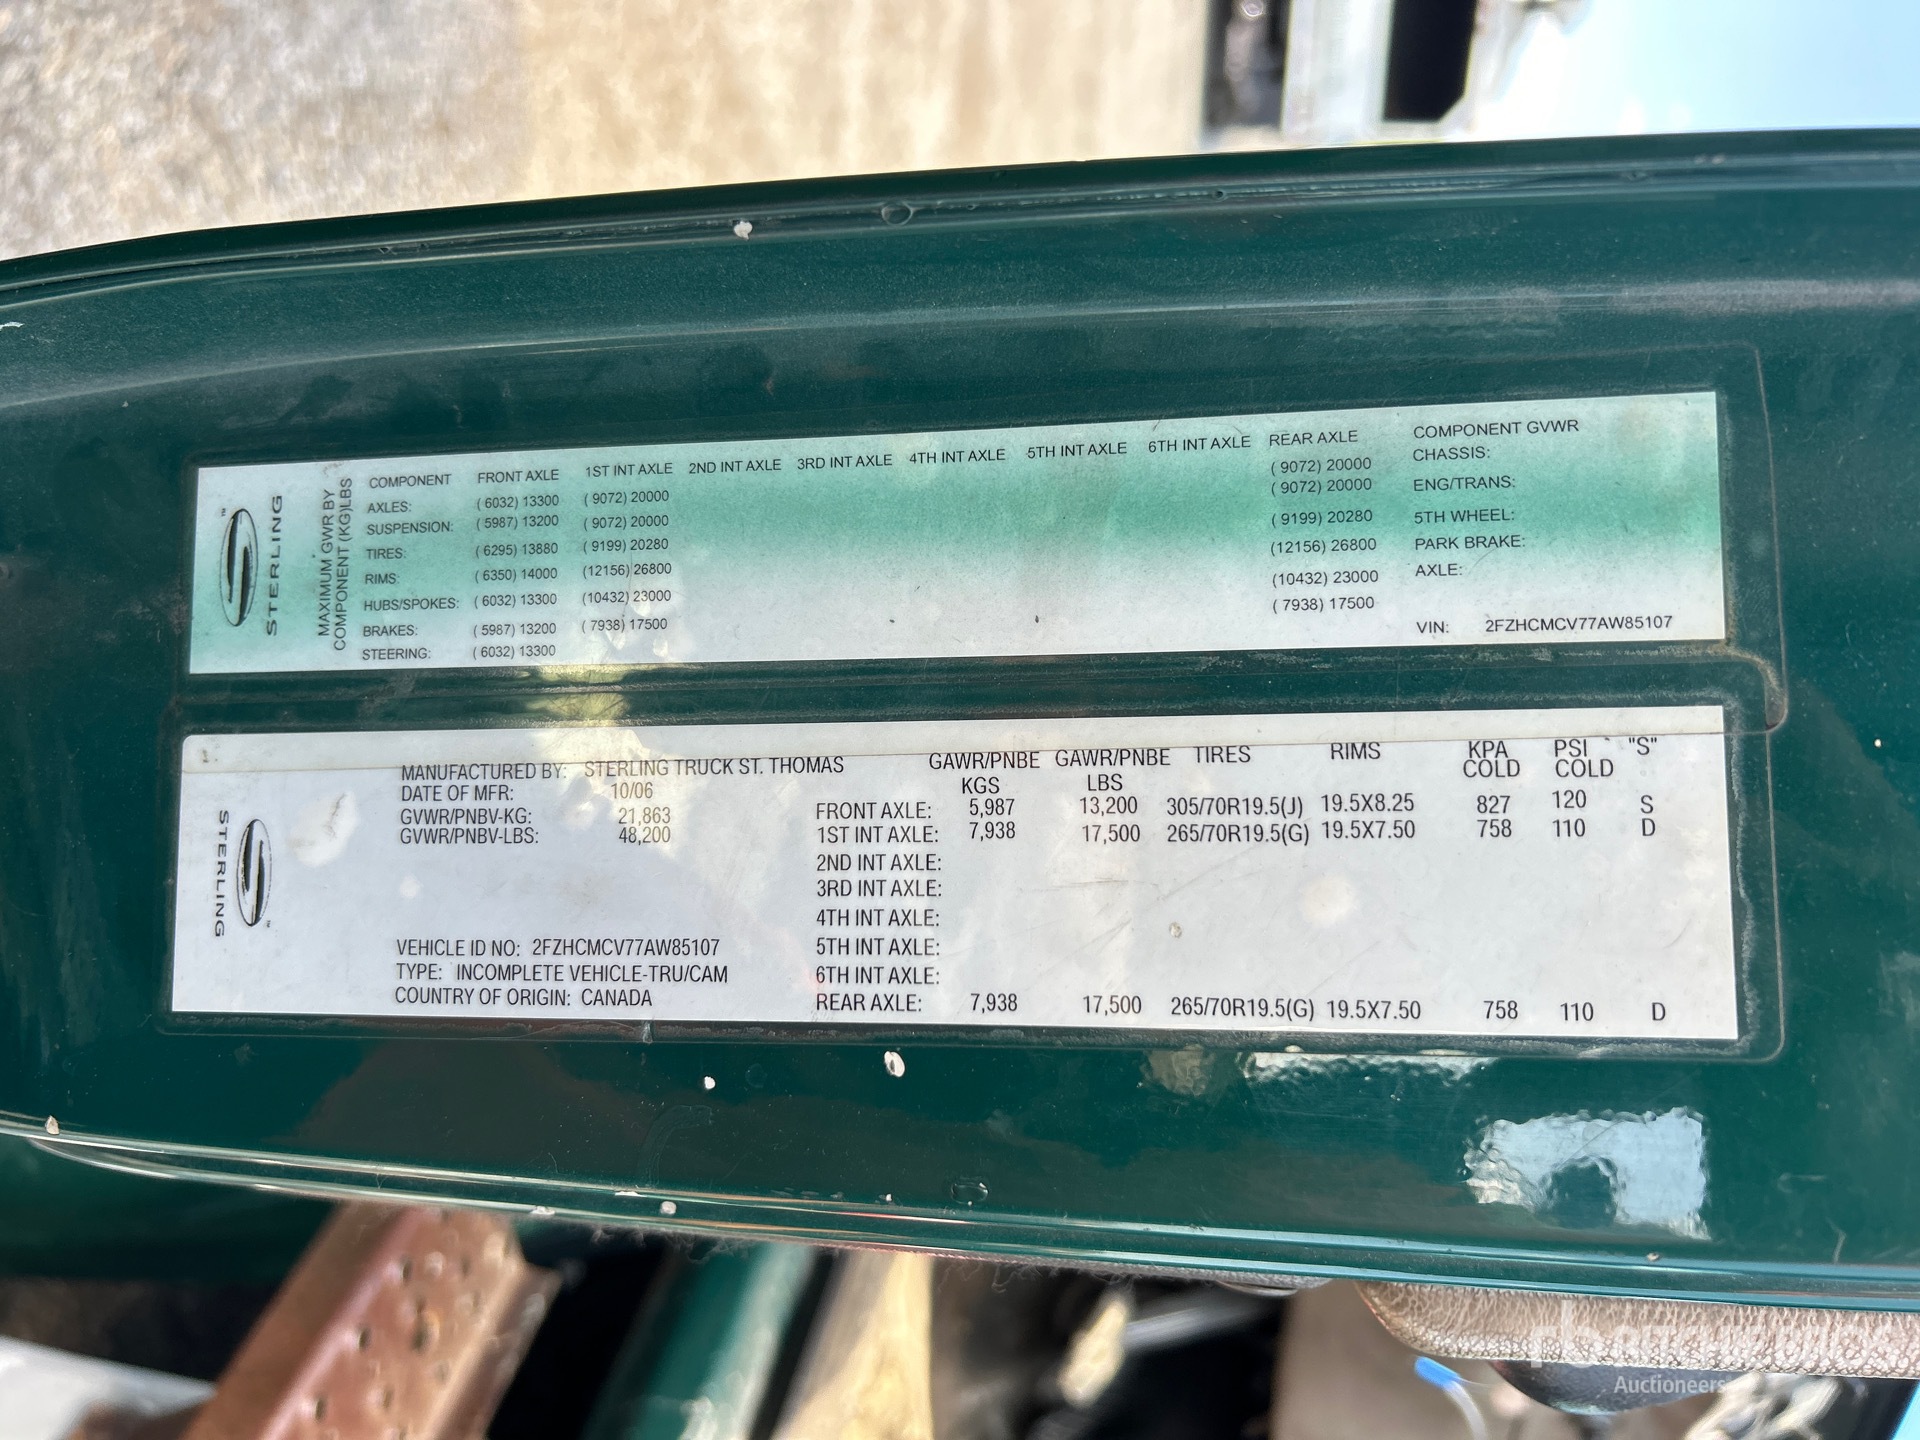 COMPONENT FRONT AXLE 1ST INT AXLE 2ND INT AXLE 3RD INT AXLE 4TH INT AXLE 5TH INT AXLE 6TH INT AXLE REAR AXLE COMPONENT GVWR
AXLES: ( 6032) 13300 ( 9072) 20000 ( 9072) 20000 CHASSIS:
SUSPENSION: ( 5987) 13200 ( 9072) 20000 ( 9072) 20000 ENG/TRANS:
TIRES: ( 6295) 13880 ( 9199) 20280 ( 9199) 20280 5TH WHEEL:
RIMS: ( 6350) 14000 (12156) 26800 (12156) 26800 PARK BRAKE:
HUBS/SPOKES: ( 6032) 13300 (10432) 23000 (10432) 23000 AXLE:
BRAKES: ( 5987) 13200 ( 7938) 17500 ( 7938) 17500
STEERING: ( 6032) 13300 VIN: 2FZHCMCV77AW85107
STERLING
™
MAXIMUM GWR BY
COMPONENT (KG)LBS
MANUFACTURED BY: STERLING TRUCK ST. THOMAS
DATE OF MFR: 10/06
GVWR/PNBV-KG: 21,863
GVWR/PNBV-LBS: 48,200
VEHICLE ID NO: 2FZHCMCV77AW85107
TYPE: INCOMPLETE VEHICLE-TRU/CAM
COUNTRY OF ORIGIN: CANADA
GAWR/PNBE GAWR/PNBE TIRES RIMS KPA PSI "S"
KGS LBS COLD COLD
FRONT AXLE: 5,987 13,200 305/70R19.5(J) 19.5X8.25 827 120 S
1ST INT AXLE: 7,938 17,500 265/70R19.5(G) 19.5X7.50 758 110 D
2ND INT AXLE:
3RD INT AXLE:
4TH INT AXLE:
5TH INT AXLE:
6TH INT AXLE:
REAR AXLE: 7,938 17,500 265/70R19.5(G) 19.5X7.50 758 110 D
STERLING
™
Auctioneers